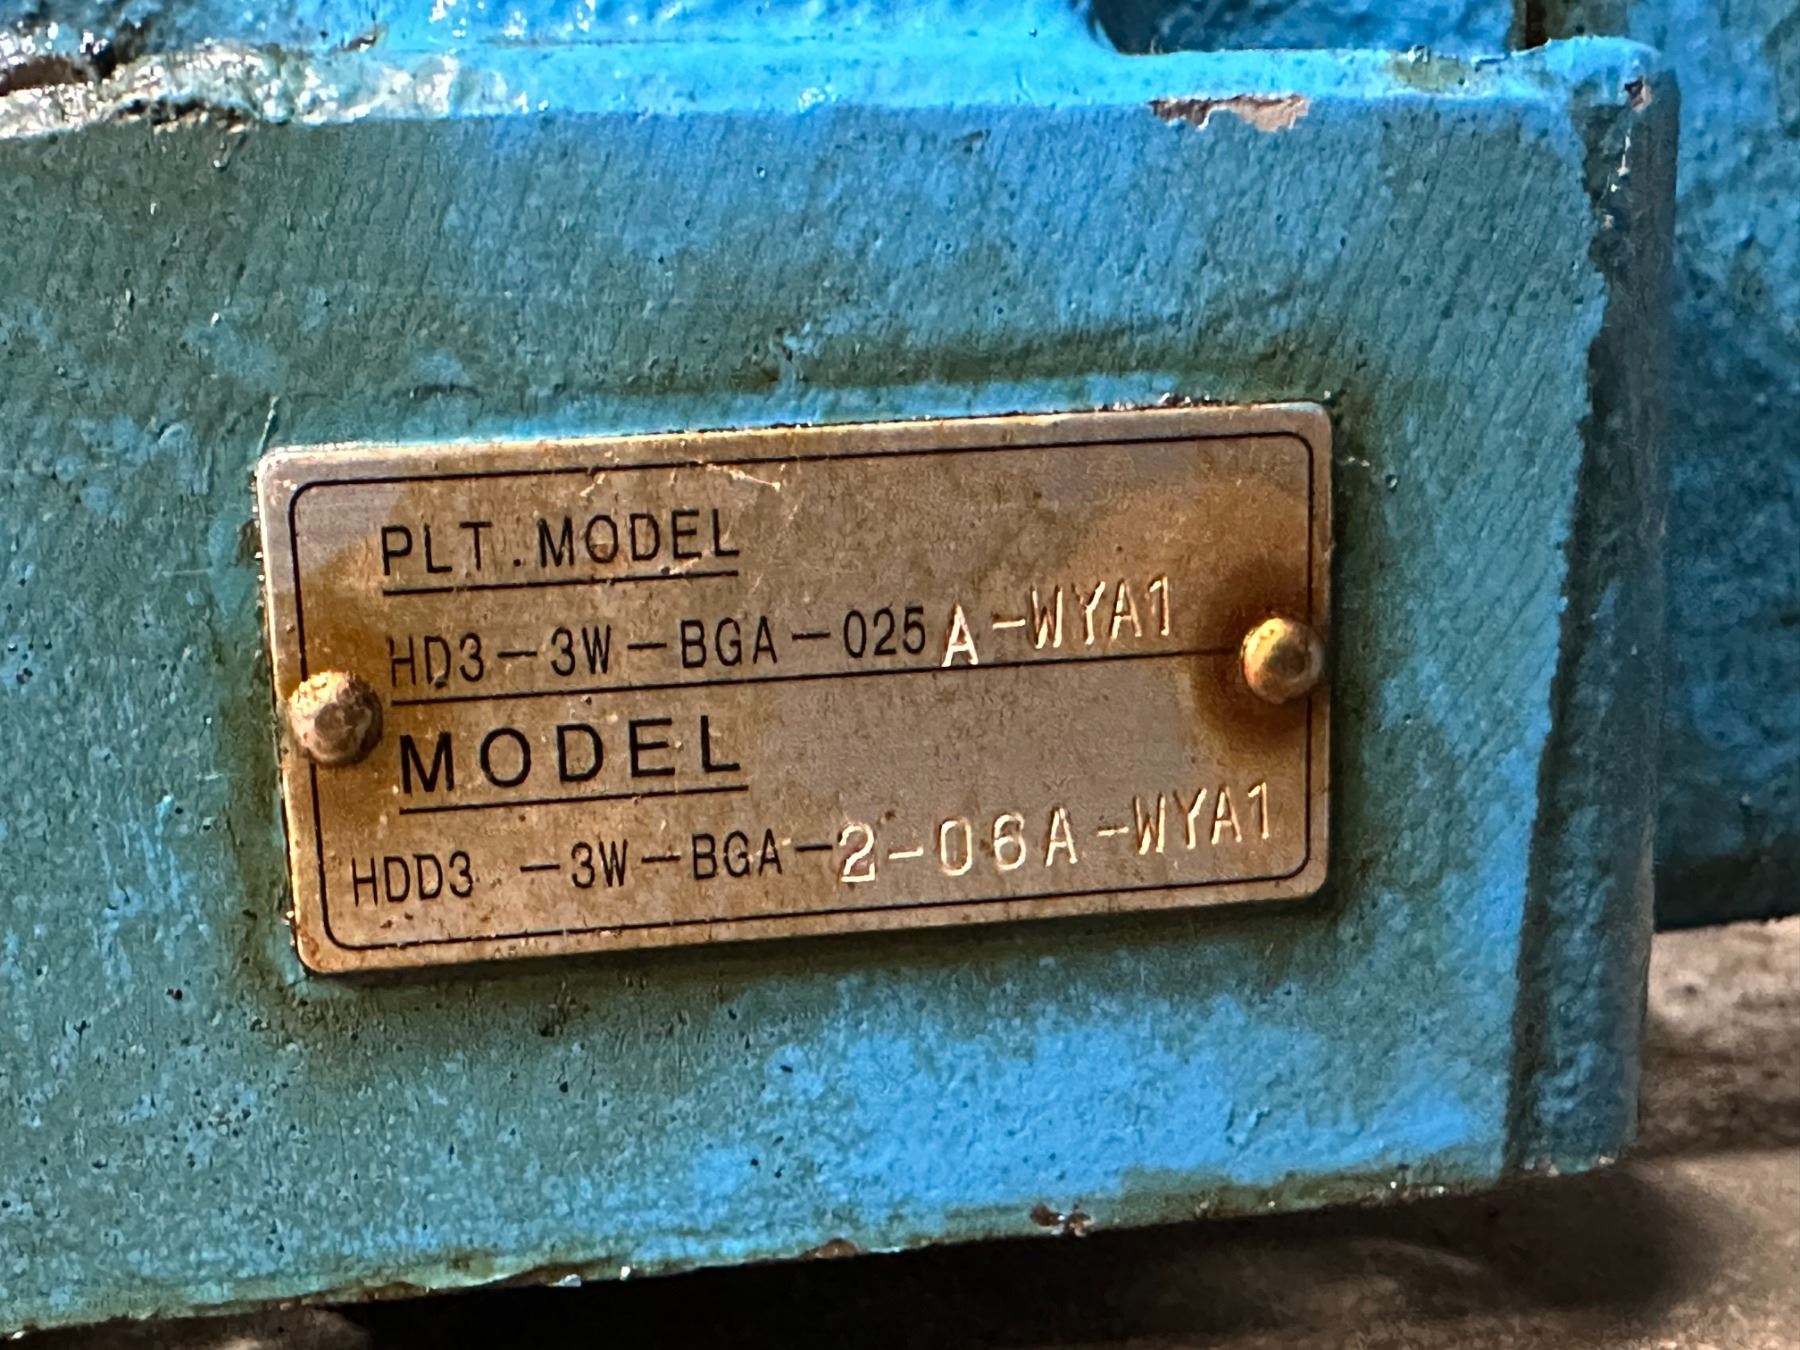 PLT.MODEL
HD3-3W-BGA-025A-WYA1
MODEL
HDD3 -3W-BGA-2-06A-WYA1